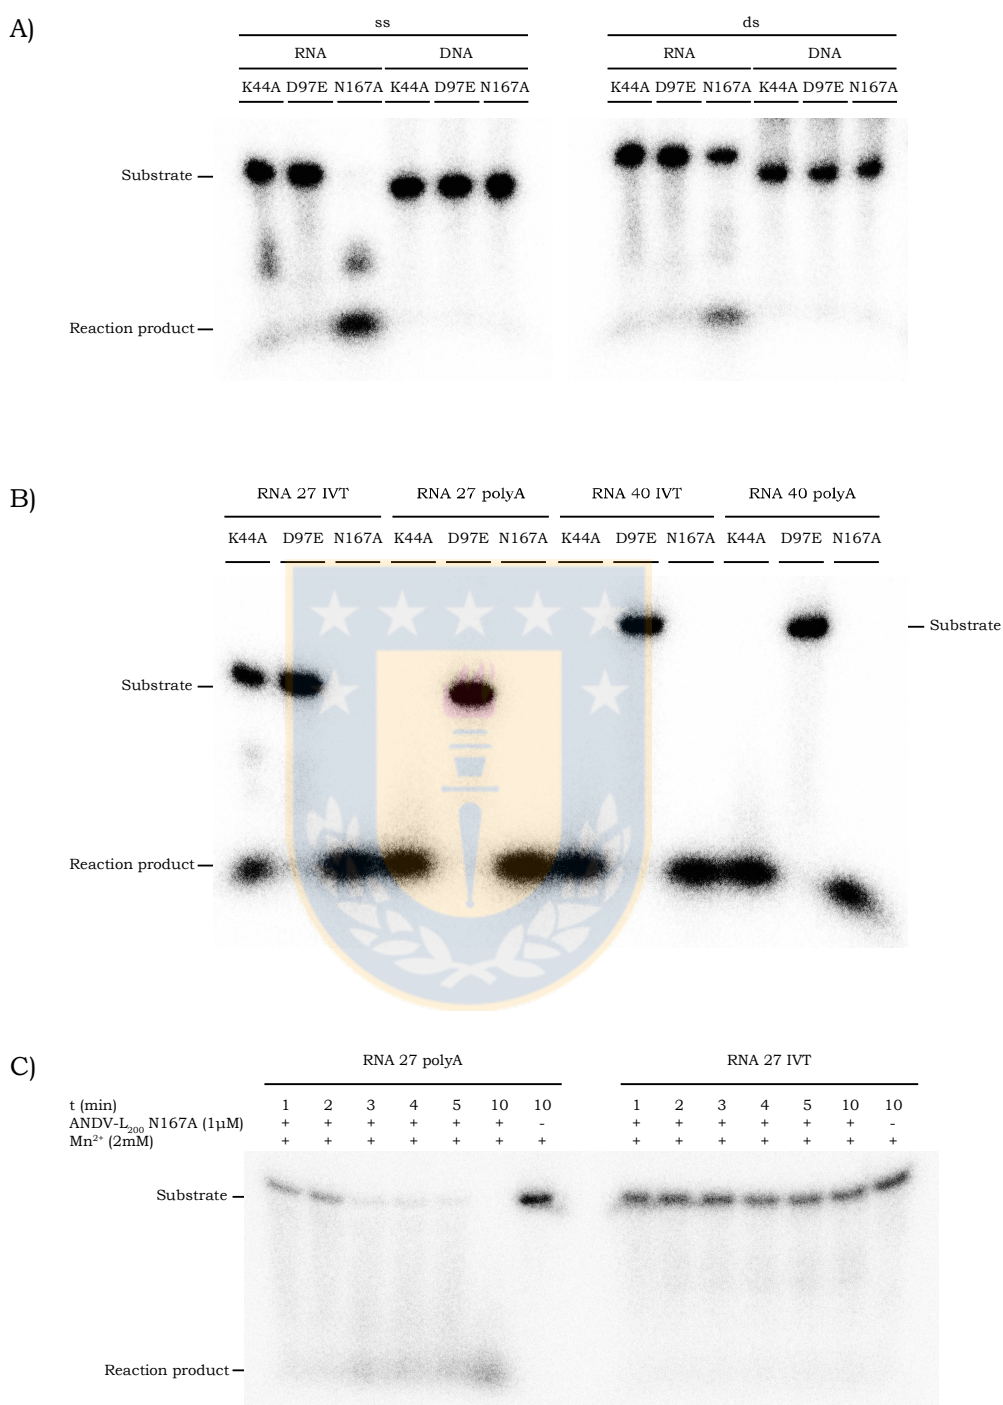 A)
ss ds
RNA DNA RNA DNA
K44A D97E N167A K44A D97E N167A K44A D97E N167A K44A D97E N167A
Substrate
Reaction product
B)
RNA 27 IVT RNA 27 polyA RNA 40 IVT RNA 40 polyA
K44A D97E N167A K44A D97E N167A K44A D97E N167A K44A D97E N167A
Substrate
Substrate
Reaction product
C)
RNA 27 polyA RNA 27 IVT
t (min) 1 2 3 4 5 10 10 1 2 3 4 5 10 10
ANDV-L₂₀₀ N167A (1µM) + + + + + + - + + + + + + -
Mn²⁺ (2mM) + + + + + + + + + + + + + +
Substrate
Reaction product